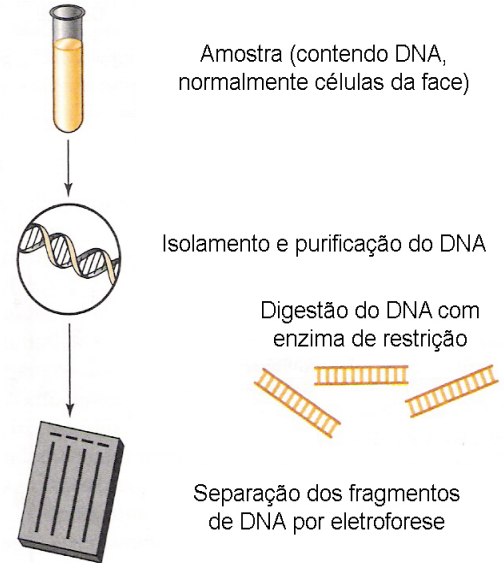 Amostra (contendo DNA,
normalmente células da face)
Isolamento e purificação do DNA
Digestão do DNA com
enzima de restrição
Separação dos fragmentos
de DNA por eletroforese